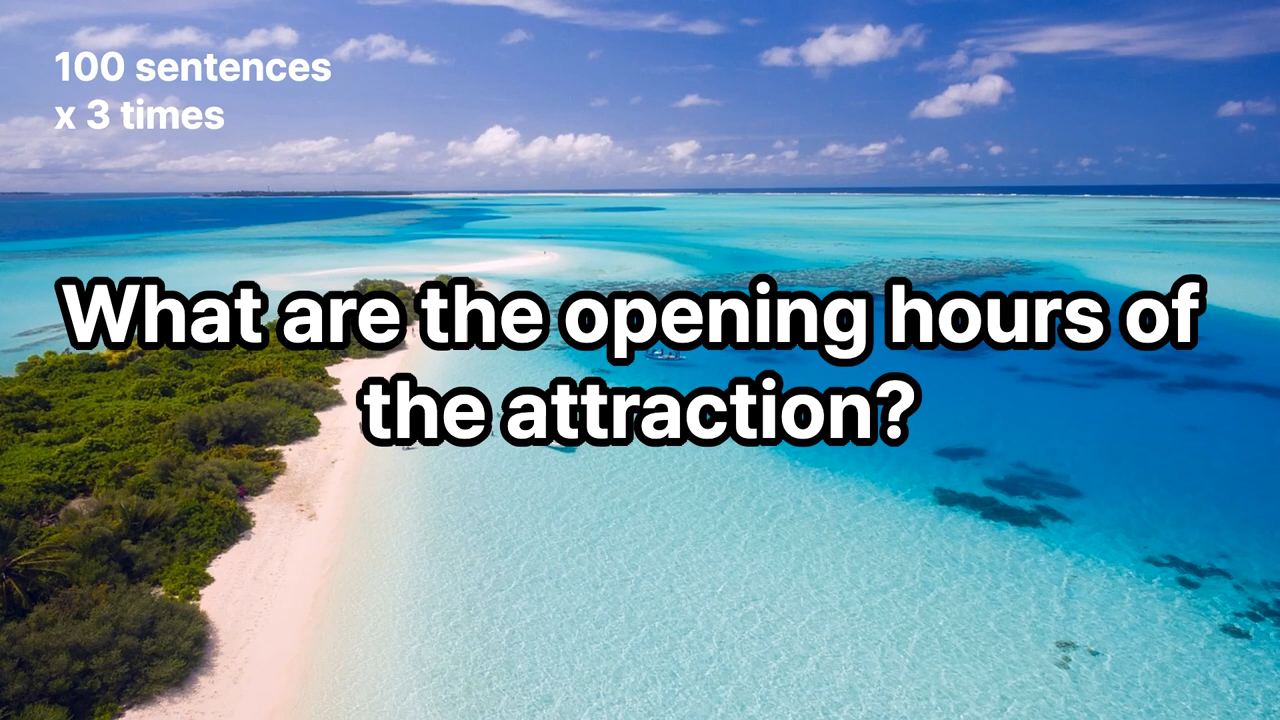 100 sentences
x 3 times
What are the opening hours of
the attraction?